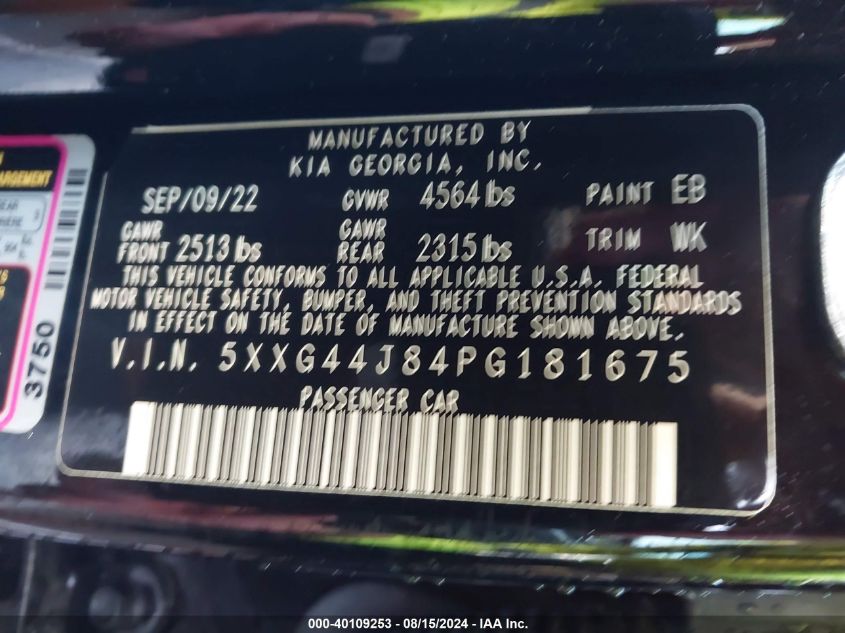 MANUFACTURED BY
KIA GEORGIA, INC.
SEP/09/22 GVWR 4564 lbs PAINT EB
GAWR FRONT 2513 lbs GAWR REAR 2315 lbs TRIM WK
THIS VEHICLE CONFORMS TO ALL APPLICABLE U.S.A. FEDERAL
MOTOR VEHICLE SAFETY, BUMPER, AND THEFT PREVENTION STANDARDS
IN EFFECT ON THE DATE OF MANUFACTURE SHOWN ABOVE.
V.I.N. 5XXG44J84PG181675
PASSENGER CAR
3750
000-40109253 - 08/15/2024 - IAA Inc.